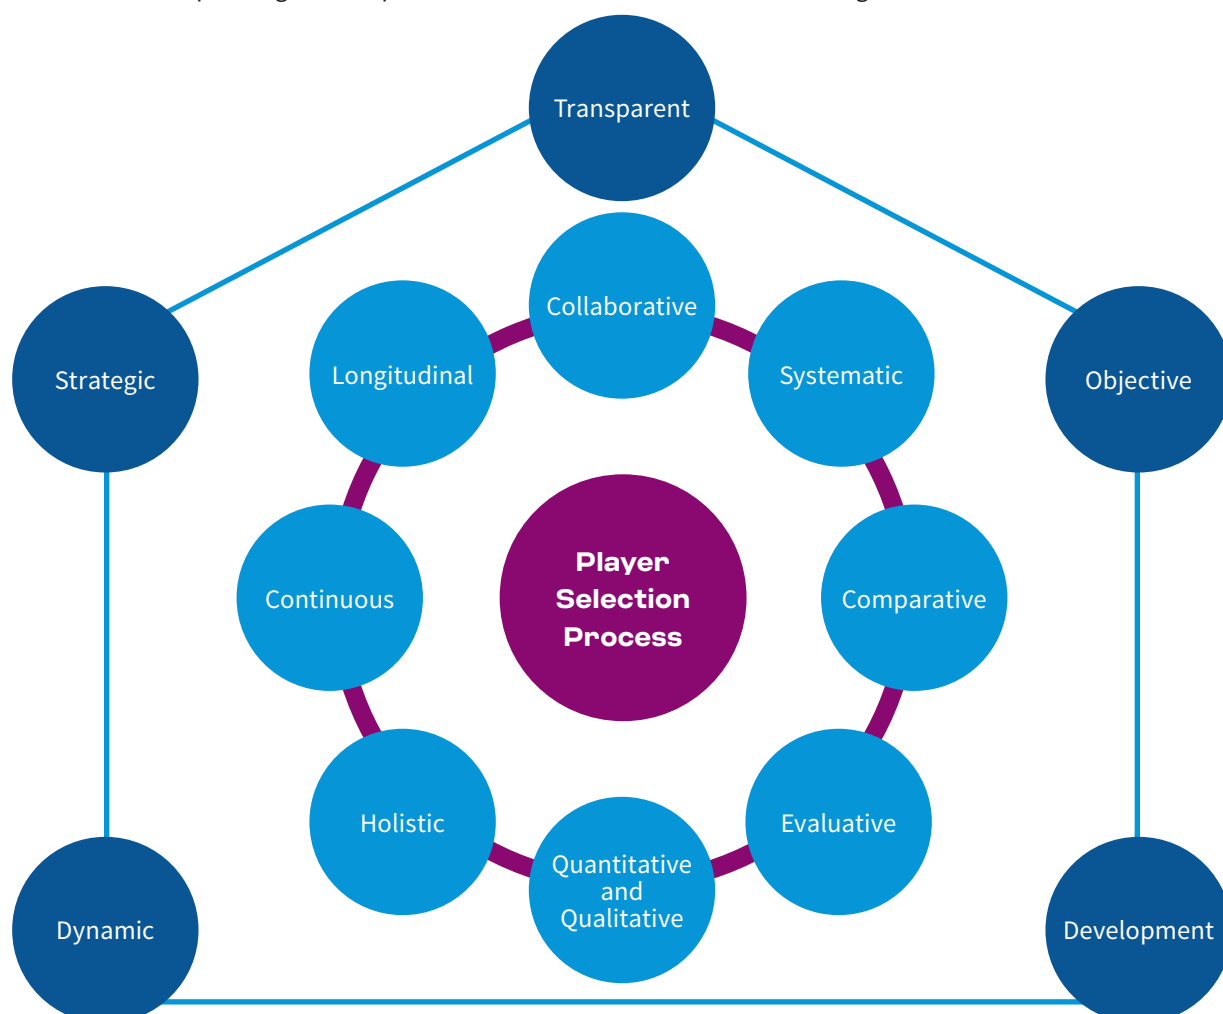 Transparent
Collaborative
Longitudinal
Systematic
Strategic
Objective
Player
Selection
Process
Continuous
Comparative
Holistic
Evaluative
Quantitative
and
Qualitative
Dynamic
Development